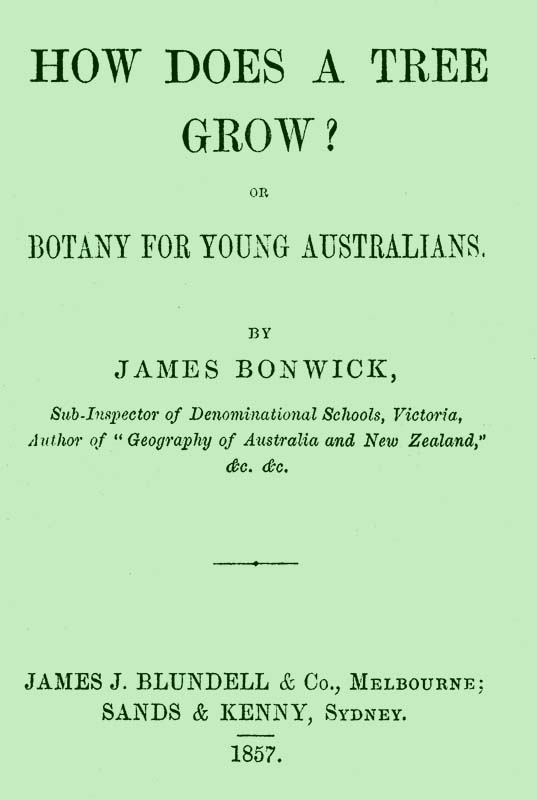 HOW DOES A TREE
GROW?
OR
BOTANY FOR YOUNG AUSTRALIANS.
BY
JAMES BONWICK,
Sub-Inspector of Denominational Schools, Victoria,
Author of "Geography of Australia and New Zealand,"
&c. &c.
JAMES J. BLUNDELL & Co., MELBOURNE;
SANDS & KENNY, SYDNEY.
1857.